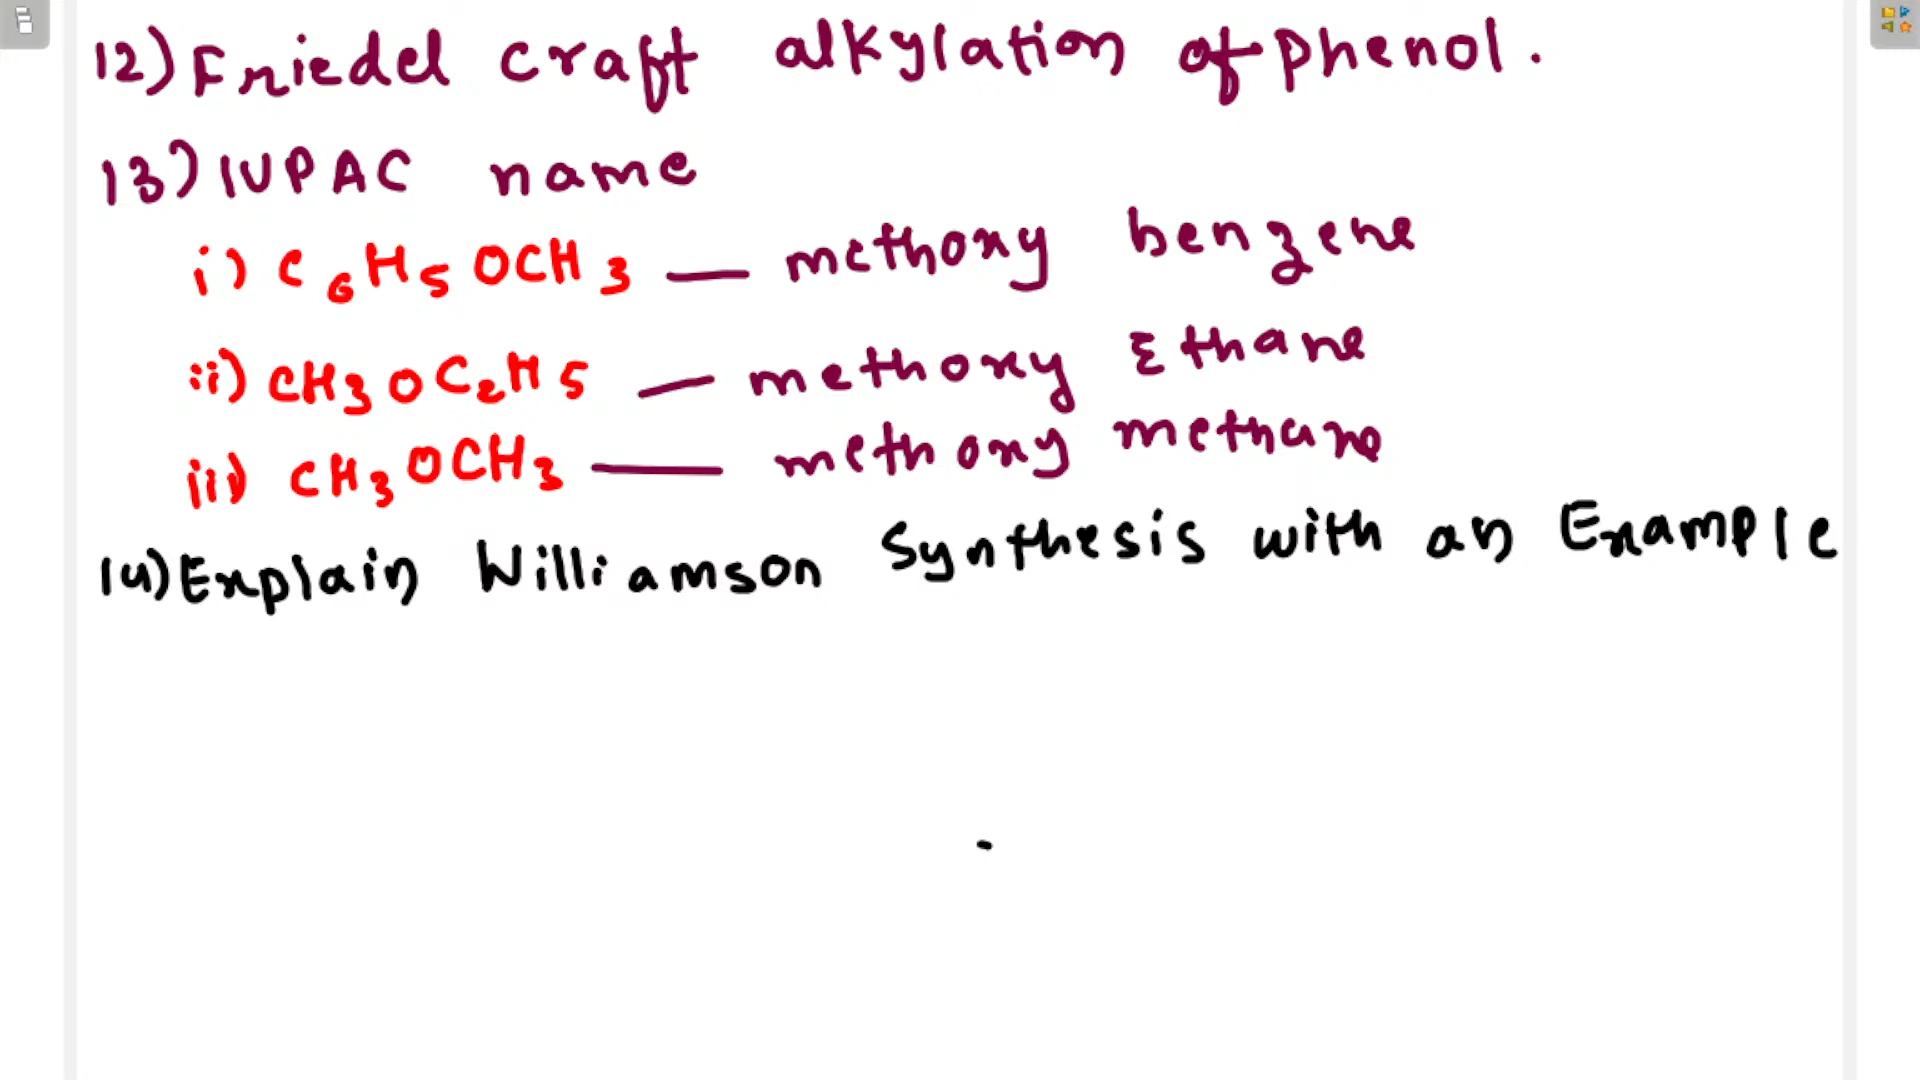 12) Friedel craft alkylation of phenol.
13) IUPAC name
i) C6H5OCH3 — methoxy benzene
ii) CH3OC2H5 — methoxy Ethane
iii) CH3OCH3 — methoxy methane
14) Explain Williamson Synthesis with an Example